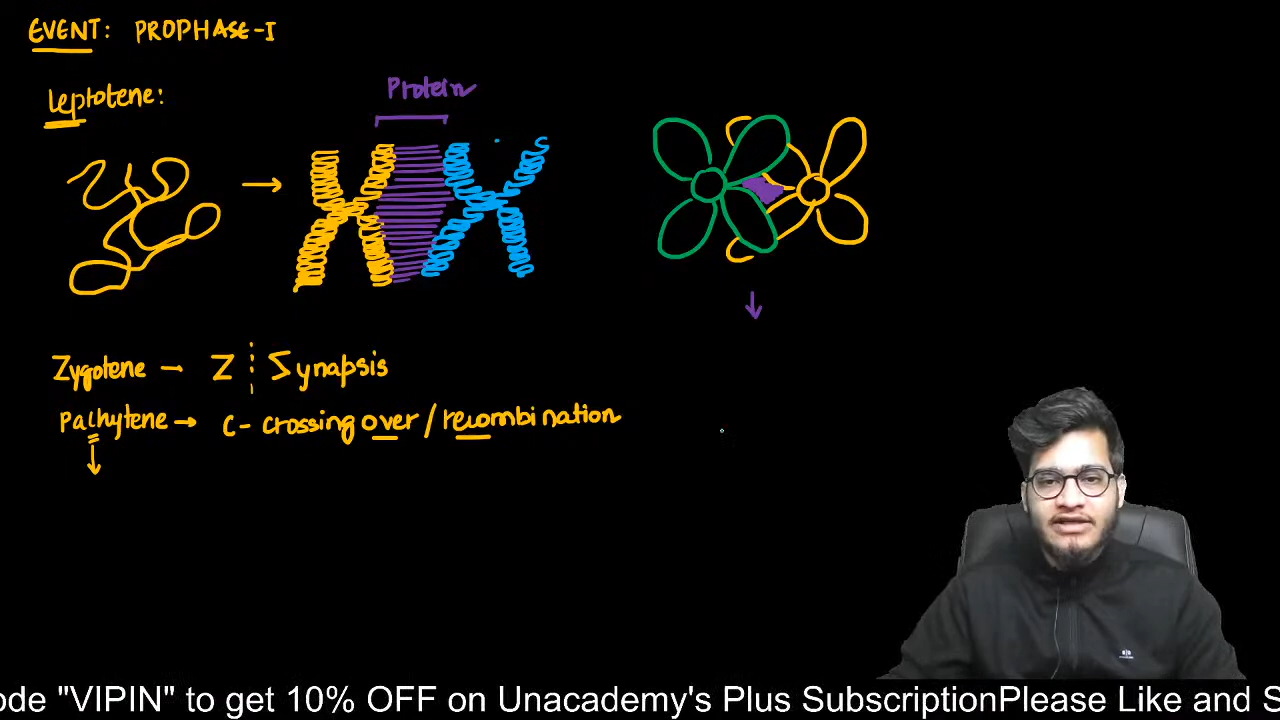 EVENT: PROPHASE-I
Leptotene:
Protein
Zygotene → Z Synapsis
Pachytene → C- crossing over / recombination
ode "VIPIN" to get 10% OFF on Unacademy's Plus SubscriptionPlease Like and S